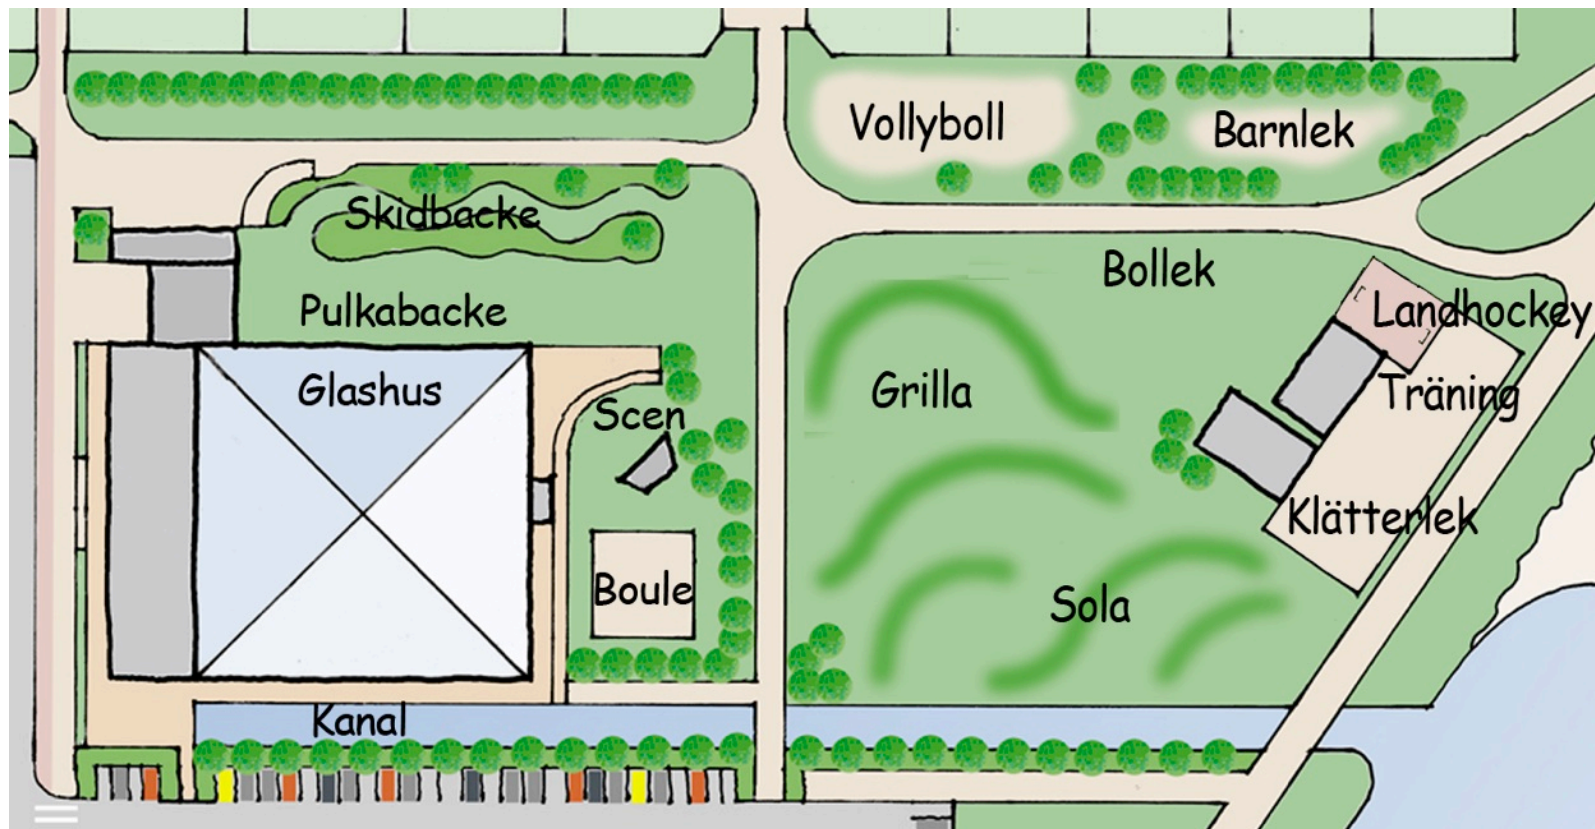 Vollyboll
Barnlek
Skidbacke
Bollek
Pulkabacke
Landhockey
Glashus
Grilla
Träning
Scen
Klätterlek
Boule
Sola
Kanal